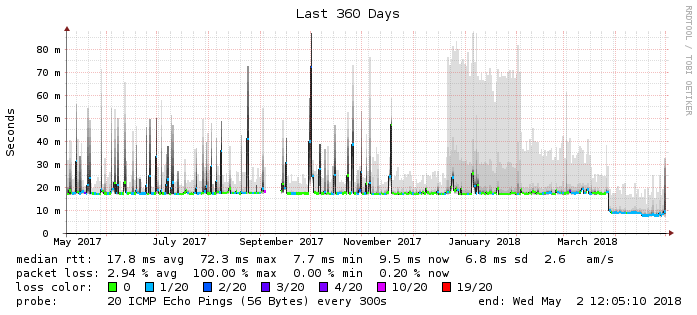 Last 360 Days
RRDTOOL / TOBI OETIKER
Seconds
80 m
70 m
60 m
50 m
40 m
30 m
20 m
10 m
0
May 2017 July 2017 September 2017 November 2017 January 2018 March 2018
median rtt: 17.8 ms avg 72.3 ms max 7.7 ms min 9.5 ms now 6.8 ms sd 2.6 am/s
packet loss: 2.94 % avg 100.00 % max 0.00 % min 0.20 % now
loss color: 0 1/20 2/20 3/20 4/20 10/20 19/20
probe: 20 ICMP Echo Pings (56 Bytes) every 300s end: Wed May 2 12:05:10 2018